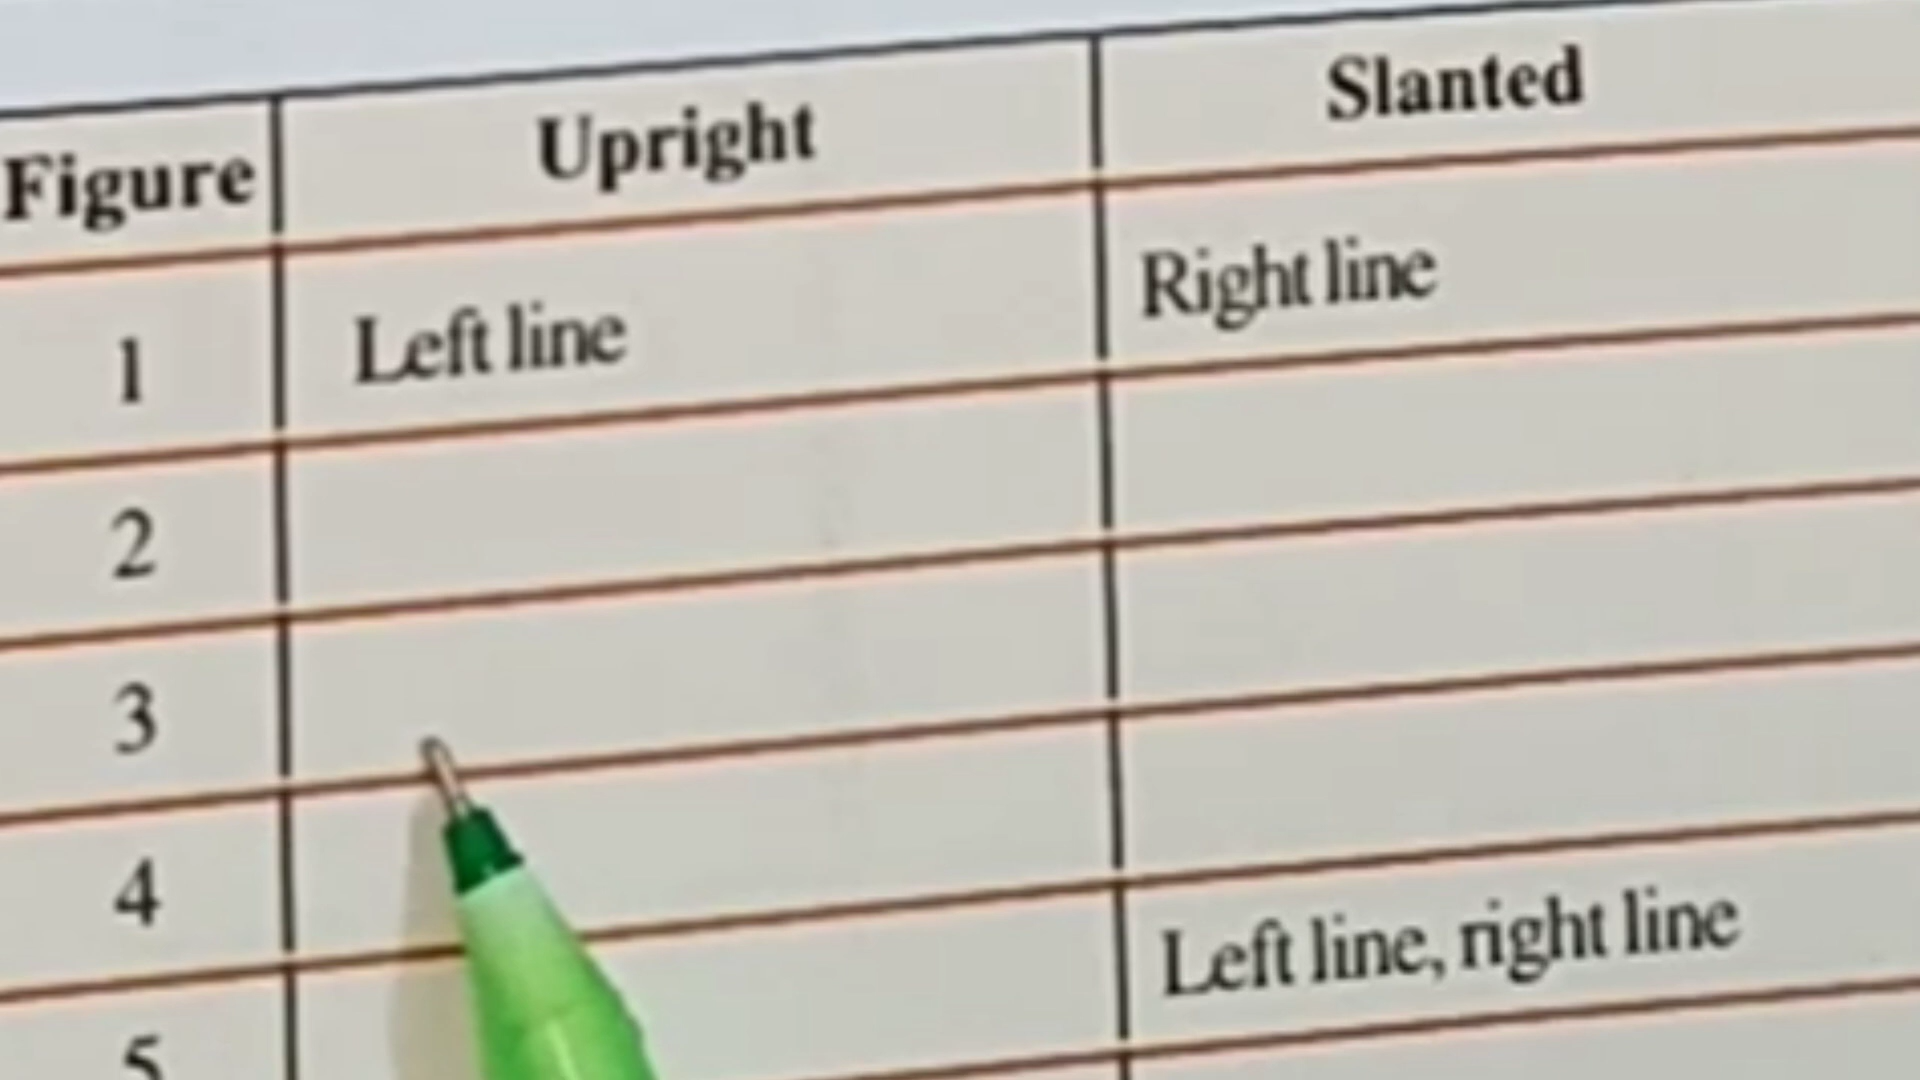 Figure Upright Slanted
1 Left line Right line
2
3
4
5 Left line, right line